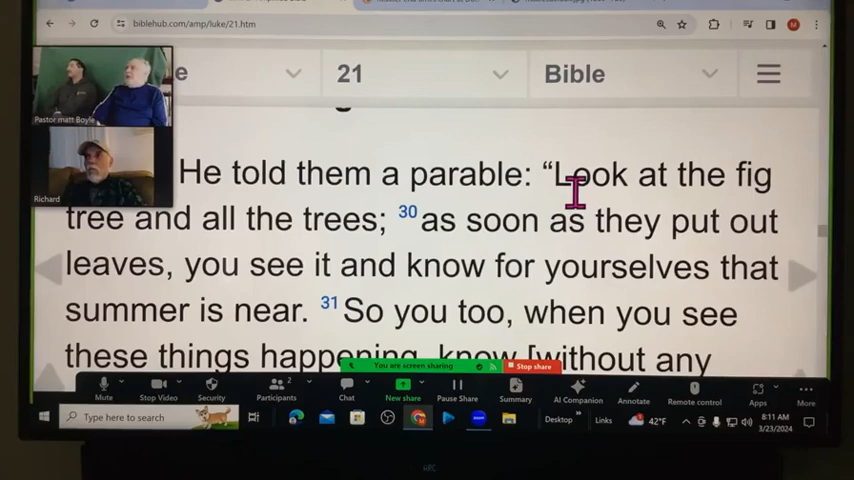 biblehub.com/amp/luke/21.htm
e 21 Bible
Pastor matt Boyle
Richard
He told them a parable: “Look at the fig
tree and all the trees; 30 as soon as they put out
leaves, you see it and know for yourselves that
summer is near. 31 So you too, when you see
these things happening, know [without any
You are screen sharing Stop share
Mute Stop Video Security Participants 2 Chat New share Pause Share Summary AI Companion Annotate Remote control Apps More
Type here to search Desktop Links 42°F 8:11 AM
3/23/2024